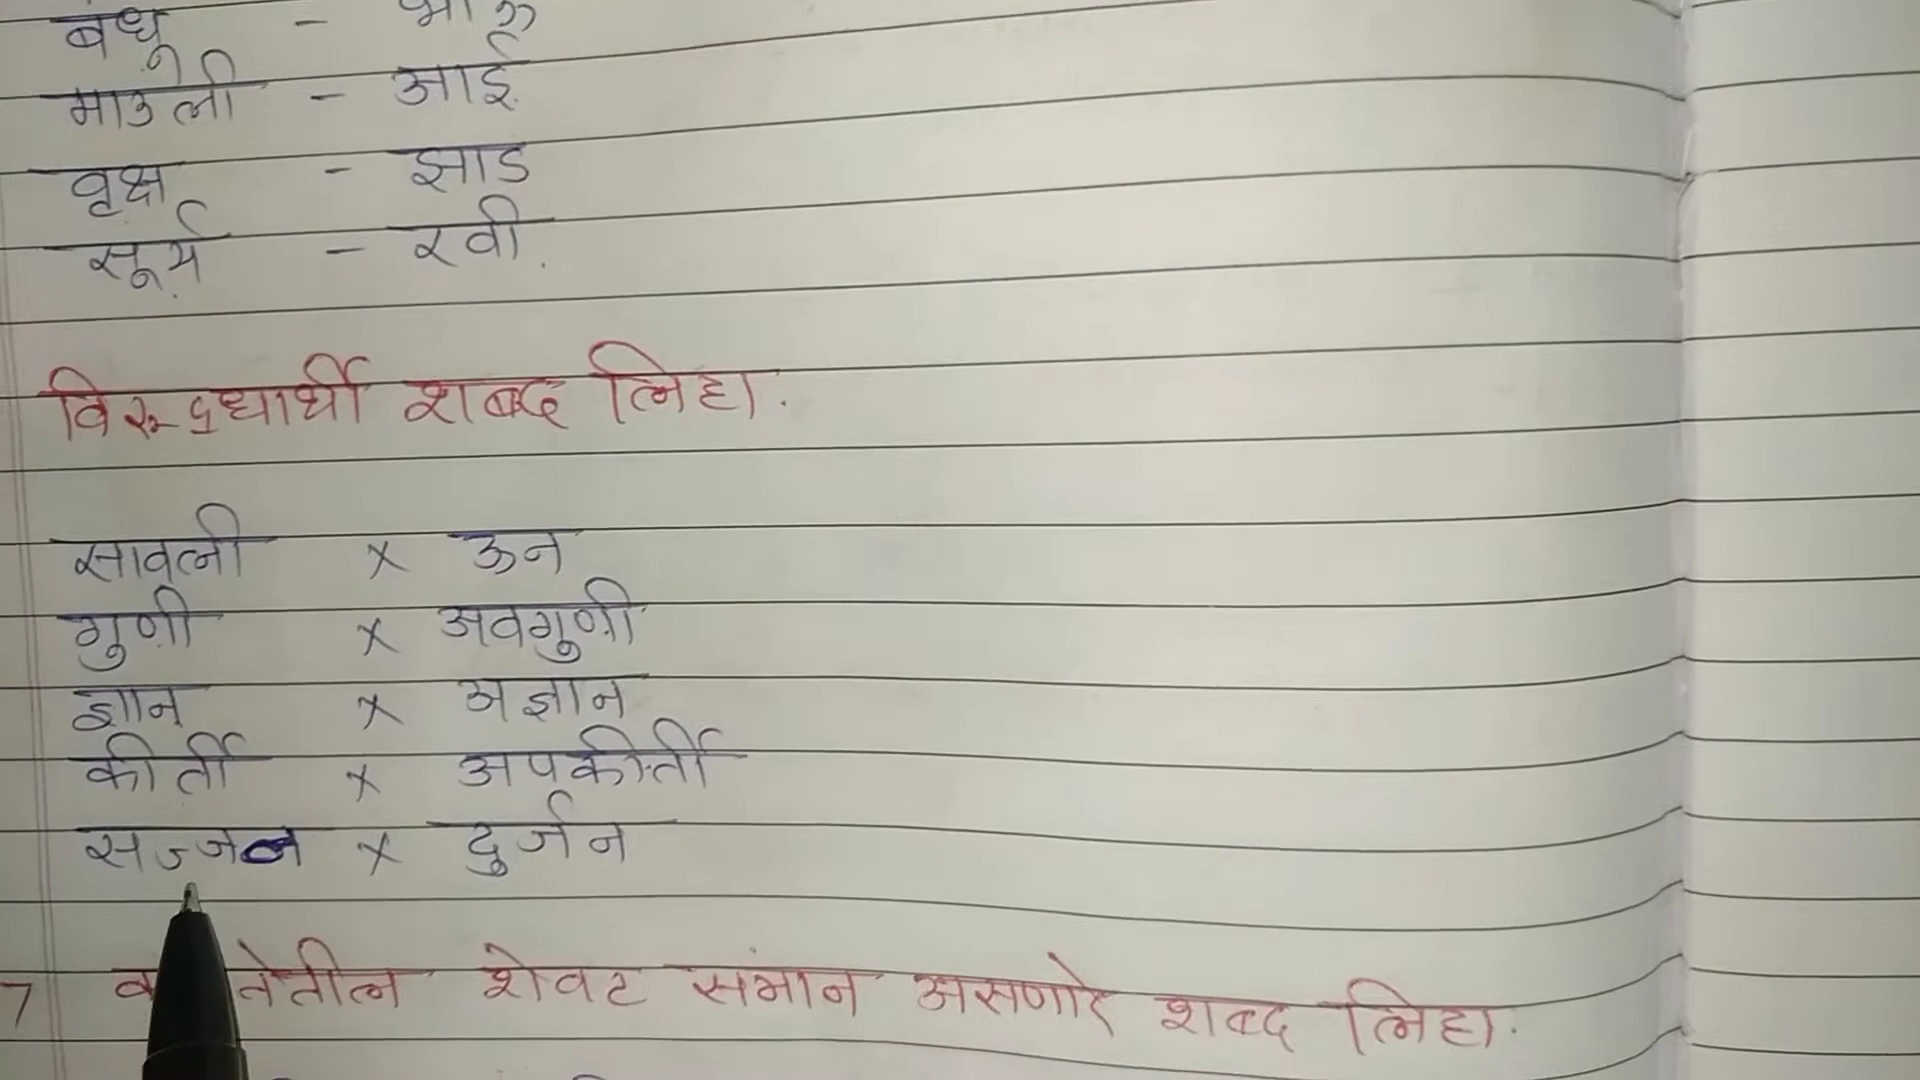 बंधू -
माउली - आई.
वृक्ष - झाड
सूर्य - रवी.
विरूद्धार्थी शब्द लिहा.
सावली x ऊन
गुणी x अवगुणी
ज्ञान x अज्ञान
कीर्ती x अपकीर्ती
सज्जन x दुर्जन
7 शेवट समान असणारे शब्द लिहा.